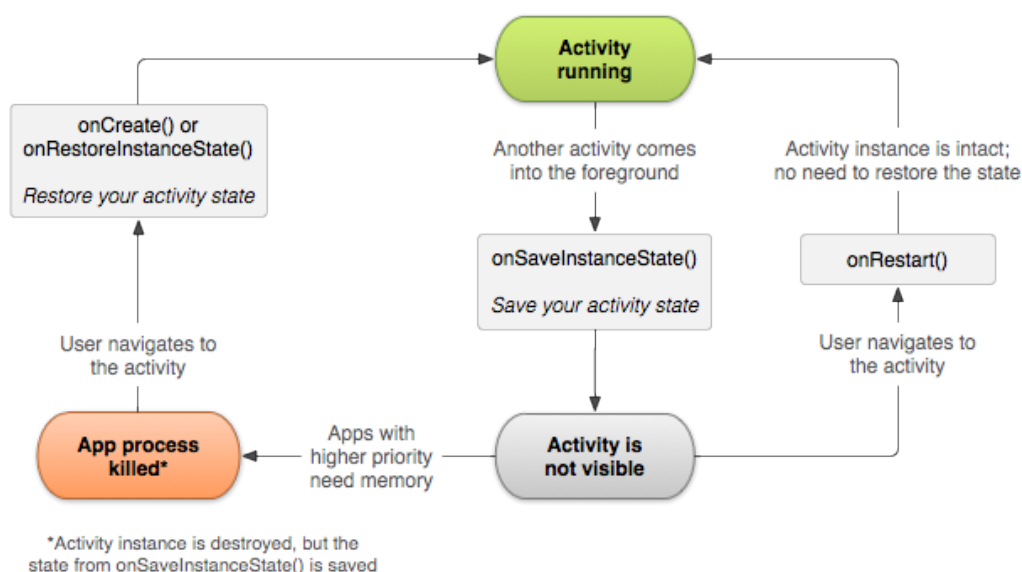 Activity
running
onCreate() or
onRestoreInstanceState()
Restore your activity state
Another activity comes
into the foreground
Activity instance is intact;
no need to restore the state
onSaveInstanceState()
Save your activity state
onRestart()
User navigates to
the activity
User navigates to
the activity
App process
killed*
Apps with
higher priority
need memory
Activity is
not visible
*Activity instance is destroyed, but the
state from onSaveInstanceState() is saved